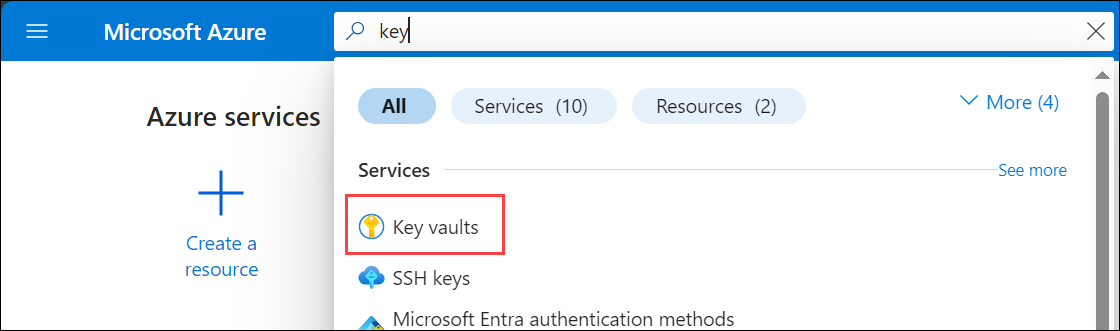 Microsoft Azure
key
All
Services (10)
Resources (2)
More (4)
Azure services
Services
See more
Key vaults
Create a
resource
SSH keys
Microsoft Entra authentication methods